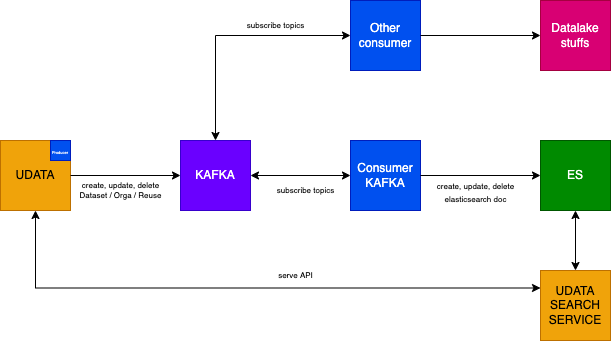 subscribe topics
Other
consumer
Datalake
stuffs
Producer
UDATA
create, update, delete
Dataset / Orga / Reuse
KAFKA
subscribe topics
Consumer
KAFKA
create, update, delete
elasticsearch doc
ES
serve API
UDATA
SEARCH
SERVICE